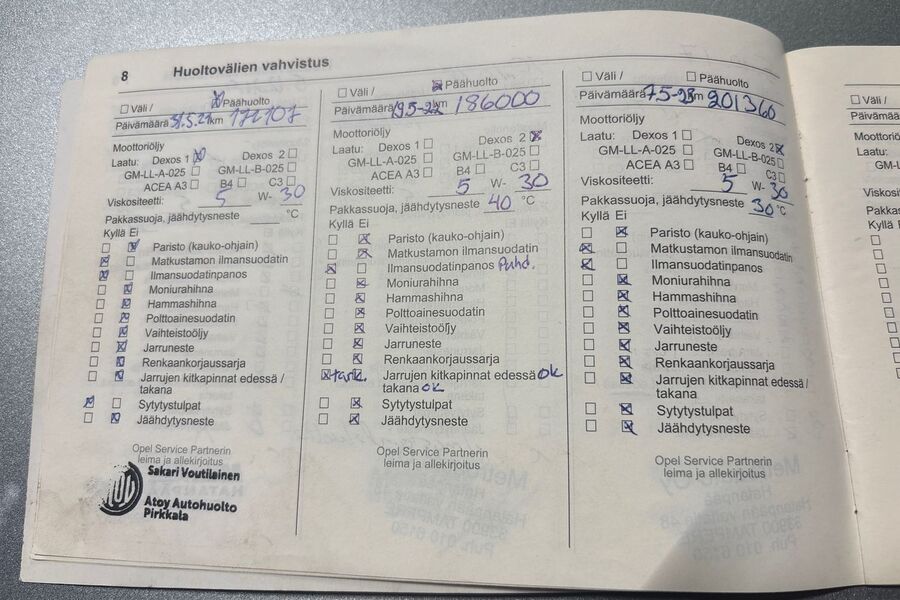 8 Huoltovälien vahvistus
☐ Väli / ☒ Päähuolto
Päivämäärä 31.5.21 km 172107
Moottoriöljy
Laatu: Dexos 1 ☒ Dexos 2 ☐
GM-LL-A-025 ☐ GM-LL-B-025 ☐
ACEA A3 ☐ B4 ☐ C3 ☐
Viskositeetti: 5 W- 30
Pakkassuoja, jäähdytysneste °C
Kyllä Ei
☐ ☒ Paristo (kauko-ohjain)
☒ ☐ Matkustamon ilmansuodatin
☒ ☐ Ilmansuodatinpanos
☐ ☒ Moniurahihna
☐ ☒ Hammashihna
☐ ☒ Polttoainesuodatin
☐ ☒ Vaihteistoöljy
☐ ☒ Jarruneste
☐ ☒ Renkaankorjaussarja
☐ ☒ Jarrujen kitkapinnat edessä /
takana
☒ ☐ Sytytystulpat
☐ ☒ Jäähdytysneste
Opel Service Partnerin
leima ja allekirjoitus
Sakari Voutilainen
Atoy Autohuolto
Pirkkala
☐ Väli / ☒ Päähuolto
Päivämäärä 19.5-22 km 186000
Moottoriöljy
Laatu: Dexos 1 ☐ Dexos 2 ☒
GM-LL-A-025 ☐ GM-LL-B-025 ☐
ACEA A3 ☐ B4 ☐ C3 ☐
Viskositeetti: 5 W- 30
Pakkassuoja, jäähdytysneste 40 °C
Kyllä Ei
☐ ☒ Paristo (kauko-ohjain)
☐ ☒ Matkustamon ilmansuodatin
☒ ☐ Ilmansuodatinpanos Puhd.
☐ ☒ Moniurahihna
☐ ☒ Hammashihna
☐ ☒ Polttoainesuodatin
☐ ☒ Vaihteistoöljy
☐ ☒ Jarruneste
☐ ☒ Renkaankorjaussarja
☒ tark. Jarrujen kitkapinnat edessä ok
takana ok
☐ ☒ Sytytystulpat
☐ ☒ Jäähdytysneste
Opel Service Partnerin
leima ja allekirjoitus
☐ Väli / ☐ Päähuolto
Päivämäärä 7.5-23 km 201360
Moottoriöljy
Laatu: Dexos 1 ☐ Dexos 2 ☒
GM-LL-A-025 ☐ GM-LL-B-025 ☐
ACEA A3 ☐ B4 ☐ C3 ☐
Viskositeetti: 5 W- 30
Pakkassuoja, jäähdytysneste 30 °C
Kyllä Ei
☐ ☒ Paristo (kauko-ohjain)
☒ ☐ Matkustamon ilmansuodatin
☒ ☐ Ilmansuodatinpanos
☐ ☒ Moniurahihna
☐ ☒ Hammashihna
☐ ☒ Polttoainesuodatin
☐ ☒ Vaihteistoöljy
☐ ☒ Jarruneste
☐ ☒ Renkaankorjaussarja
☐ ☒ Jarrujen kitkapinnat edessä /
takana
☐ ☒ Sytytystulpat
☐ ☒ Jäähdytysneste
Opel Service Partnerin
leima ja allekirjoitus
☐ Väli /
Päivämäärä
Laatu:
Kyllä